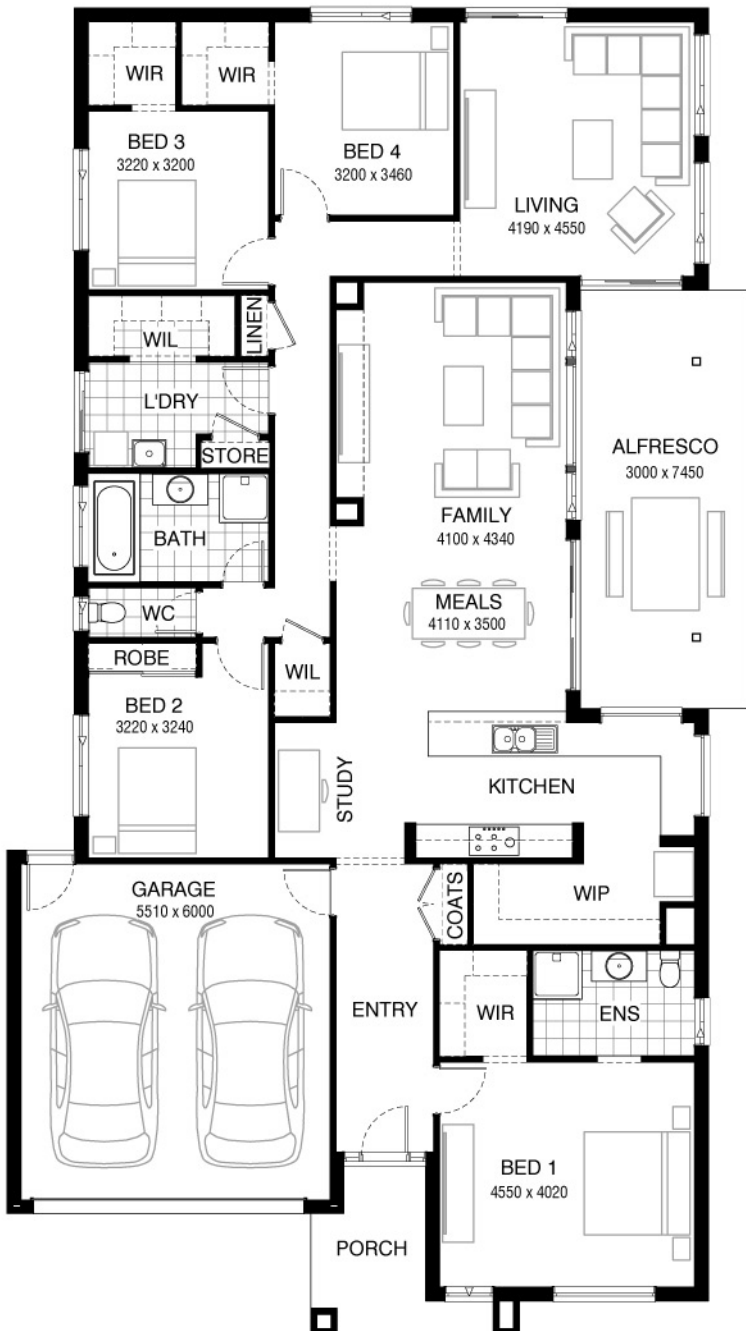 WIR
WIR
BED 3
3220 x 3200
BED 4
3200 x 3460
LIVING
4190 x 4550
WIL
LINEN
L'DRY
STORE
BATH
WC
ROBE
BED 2
3220 x 3240
WIL
FAMILY
4100 x 4340
MEALS
4110 x 3500
ALFRESCO
3000 x 7450
STUDY
KITCHEN
GARAGE
5510 x 6000
COATS
WIP
ENTRY
WIR
ENS
BED 1
4550 x 4020
PORCH